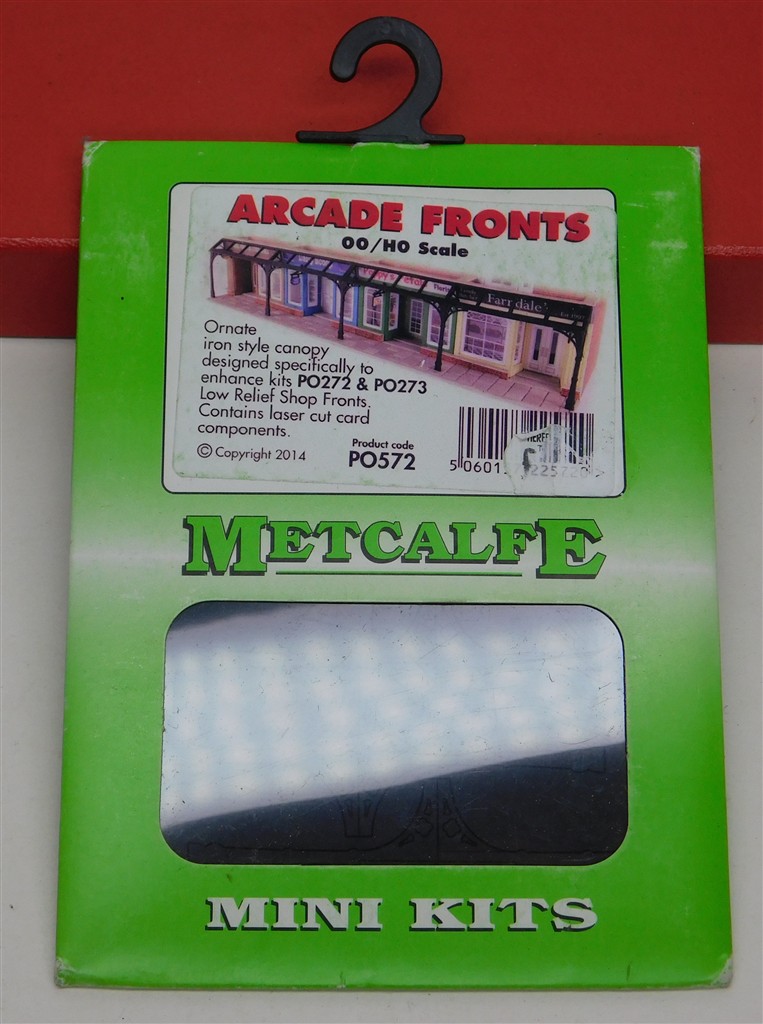 ARCADE FRONTS
OO/HO Scale
Farrdale's
Ornate
iron style canopy
designed specifically to
enhance kits PO272 & PO273
Low Relief Shop Fronts.
Contains laser cut card
components.
© Copyright 2014
Product code
PO572
METCALFE
MINI KITS